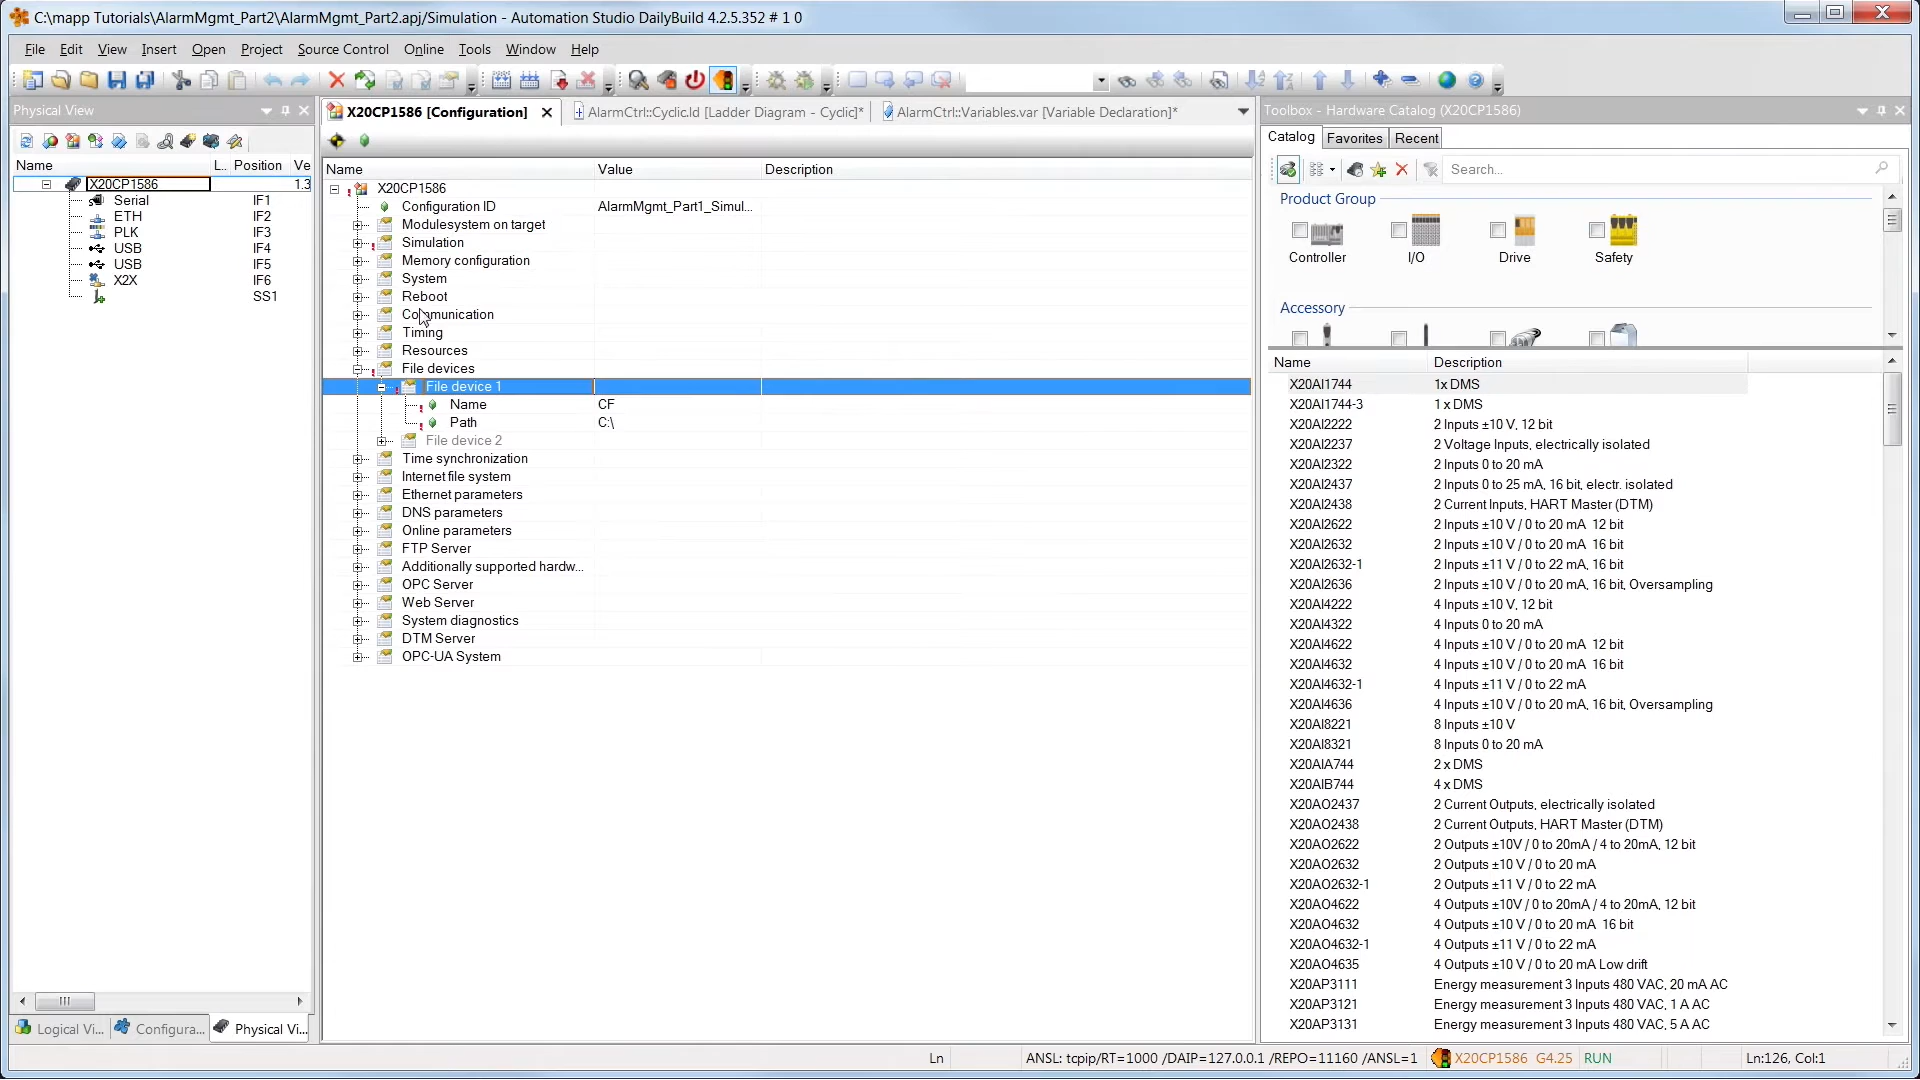 C:\mapp Tutorials\AlarmMgmt_Part2\AlarmMgmt_Part2.apj/Simulation - Automation Studio DailyBuild 4.2.5.352 # 1 0
File Edit View Insert Open Project Source Control Online Tools Window Help
Physical View
X20CP1586 [Configuration]
AlarmCtrl::Cyclic.ld [Ladder Diagram - Cyclic]*
AlarmCtrl::Variables.var [Variable Declaration]*
Toolbox - Hardware Catalog (X20CP1586)
Catalog Favorites Recent
Search...
Name L.. Position Ve
X20CP1586 1.3
Serial IF1
ETH IF2
PLK IF3
USB IF4
USB IF5
X2X IF6
SS1
Logical Vi... Configura... Physical Vi...
Name Value Description
X20CP1586
Configuration ID AlarmMgmt_Part1_Simul...
Modulesystem on target
Simulation
Memory configuration
System
Reboot
Communication
Timing
Resources
File devices
File device 1
Name CF
Path C:\
File device 2
Time synchronization
Internet file system
Ethernet parameters
DNS parameters
Online parameters
FTP Server
Additionally supported hardw...
OPC Server
Web Server
System diagnostics
DTM Server
OPC-UA System
Product Group
Controller I/O Drive Safety
Accessory
Name Description
X20AI1744 1x DMS
X20AI1744-3 1 x DMS
X20AI2222 2 Inputs ±10 V, 12 bit
X20AI2237 2 Voltage Inputs, electrically isolated
X20AI2322 2 Inputs 0 to 20 mA
X20AI2437 2 Inputs 0 to 25 mA, 16 bit, electr. isolated
X20AI2438 2 Current Inputs, HART Master (DTM)
X20AI2622 2 Inputs ±10 V / 0 to 20 mA 12 bit
X20AI2632 2 Inputs ±10 V / 0 to 20 mA 16 bit
X20AI2632-1 2 Inputs ±11 V / 0 to 22 mA, 16 bit
X20AI2636 2 Inputs ±10 V / 0 to 20 mA, 16 bit, Oversampling
X20AI4222 4 Inputs ±10 V, 12 bit
X20AI4322 4 Inputs 0 to 20 mA
X20AI4622 4 Inputs ±10 V / 0 to 20 mA 12 bit
X20AI4632 4 Inputs ±10 V / 0 to 20 mA 16 bit
X20AI4632-1 4 Inputs ±11 V / 0 to 22 mA
X20AI4636 4 Inputs ±10 V / 0 to 20 mA, 16 bit, Oversampling
X20AI8221 8 Inputs ±10 V
X20AI8321 8 Inputs 0 to 20 mA
X20AIA744 2 x DMS
X20AIB744 4 x DMS
X20AO2437 2 Current Outputs, electrically isolated
X20AO2438 2 Current Outputs, HART Master (DTM)
X20AO2622 2 Outputs ±10V / 0 to 20mA / 4 to 20mA, 12 bit
X20AO2632 2 Outputs ±10 V / 0 to 20 mA
X20AO2632-1 2 Outputs ±11 V / 0 to 22 mA
X20AO4622 4 Outputs ±10V / 0 to 20mA / 4 to 20mA, 12 bit
X20AO4632 4 Outputs ±10 V / 0 to 20 mA 16 bit
X20AO4632-1 4 Outputs ±11 V / 0 to 22 mA
X20AO4635 4 Outputs ±10 V / 0 to 20 mA Low drift
X20AP3111 Energy measurement 3 Inputs 480 VAC, 20 mA AC
X20AP3121 Energy measurement 3 Inputs 480 VAC, 1 A AC
X20AP3131 Energy measurement 3 Inputs 480 VAC, 5 A AC
Ln ANSL: tcpip/RT=1000 /DAIP=127.0.0.1 /REPO=11160 /ANSL=1 X20CP1586 G4.25 RUN Ln:126, Col:1